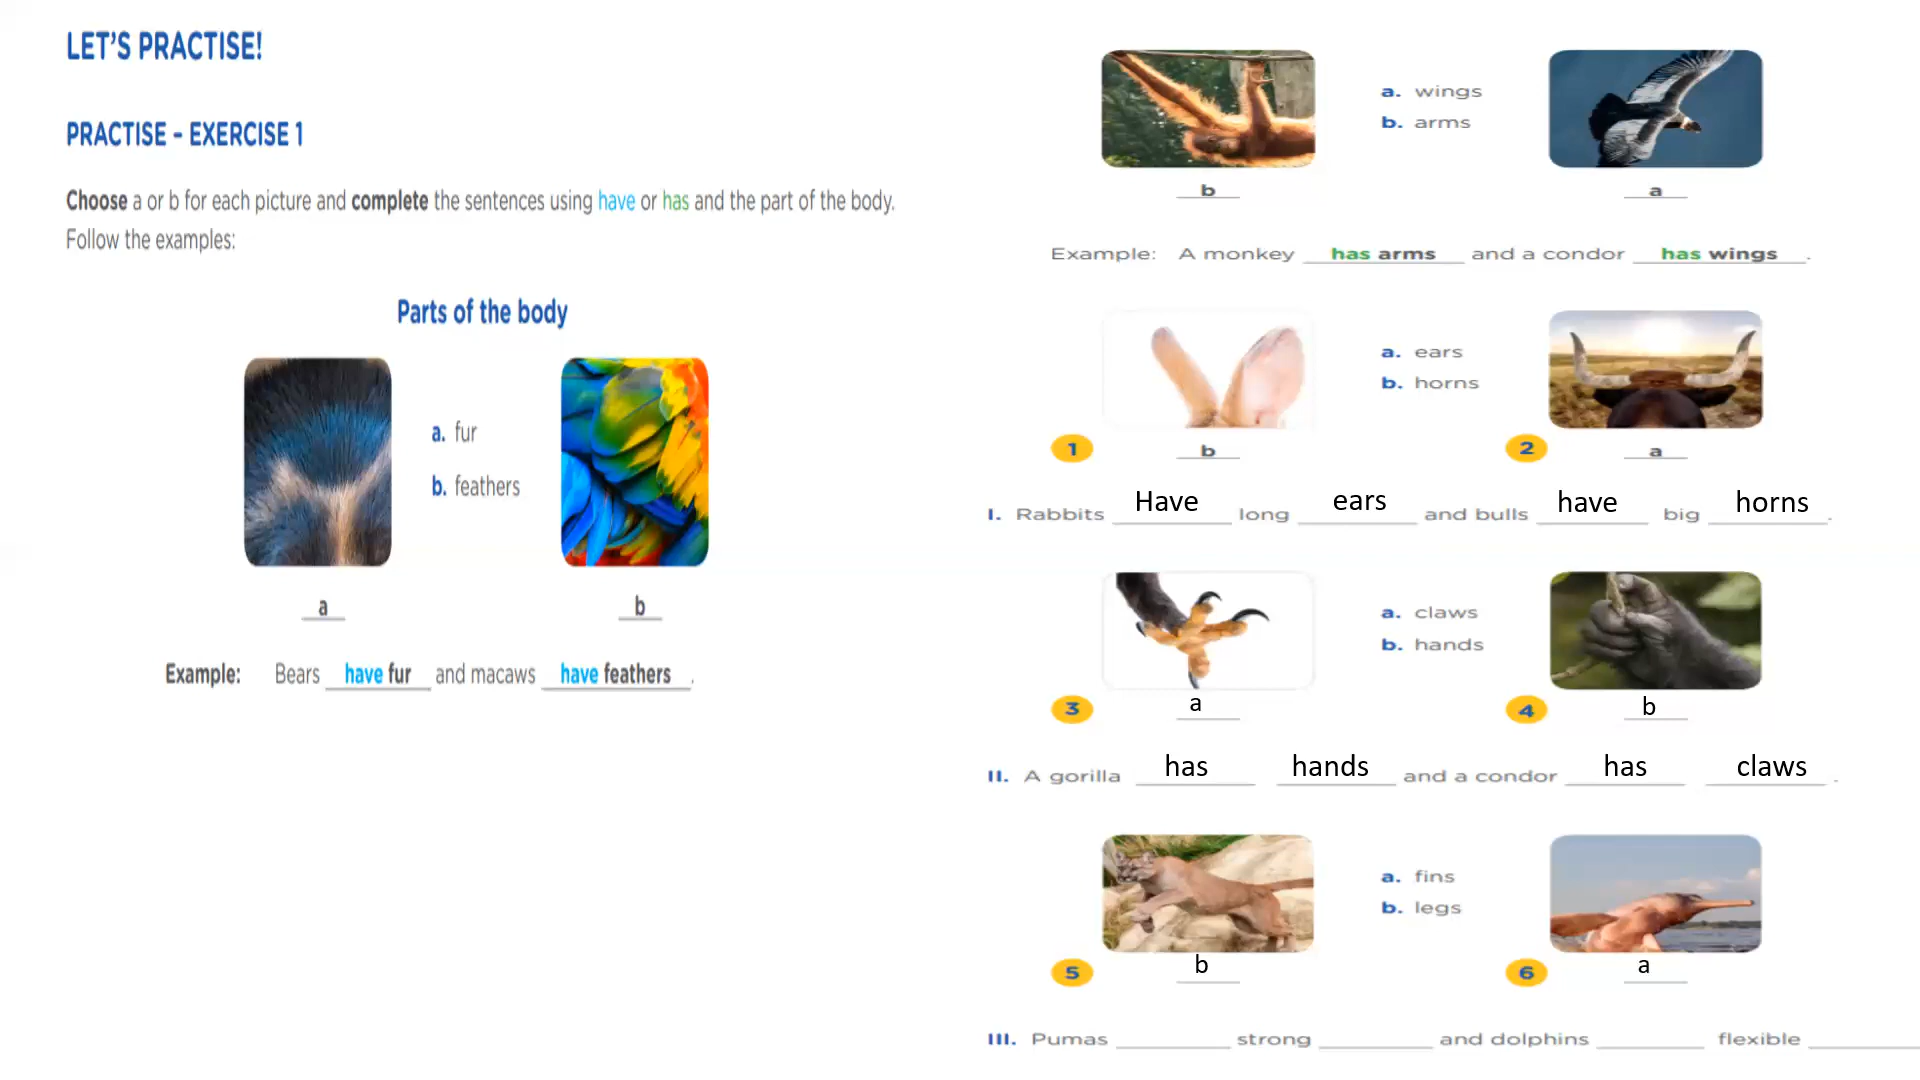 LET'S PRACTISE!
PRACTISE – EXERCISE 1
Choose a or b for each picture and complete the sentences using have or has and the part of the body.
Follow the examples:
Parts of the body
a. fur
b. feathers
a
b
Example: Bears have fur and macaws have feathers .
a. wings
b. arms
b
a
Example: A monkey has arms and a condor has wings .
a. ears
b. horns
1 b
2 a
I. Rabbits Have long ears and bulls have big horns .
a. claws
b. hands
3 a
4 b
II. A gorilla has hands and a condor has claws .
a. fins
b. legs
5 b
6 a
III. Pumas ____ strong ____ and dolphins ____ flexible ____